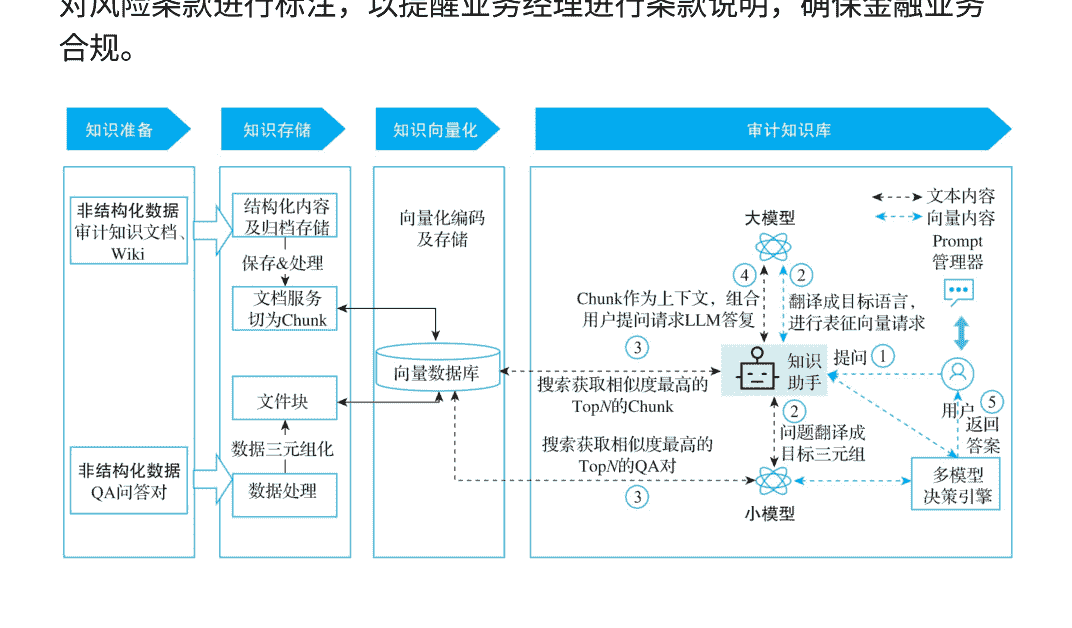 对风险条款进行标注，以提醒业务经理进行条款说明，确保金融业务
合规。
知识准备
知识存储
知识向量化
审计知识库
非结构化数据
审计知识文档、
Wiki
非结构化数据
QA问答对
结构化内容
及归档存储
保存&处理
文档服务
切为Chunk
文件块
数据三元组化
数据处理
向量化编码
及存储
向量数据库
文本内容
向量内容
大模型
④
②
Chunk作为上下文，组合
用户提问请求LLM答复
翻译成目标语言，
进行表征向量请求
Prompt
管理器
③
搜索获取相似度最高的
TopN的Chunk
知识
助手
提问
①
用户
⑤
返回
答案
②
问题翻译成
目标三元组
搜索获取相似度最高的
TopN的QA对
③
小模型
多模型
决策引擎